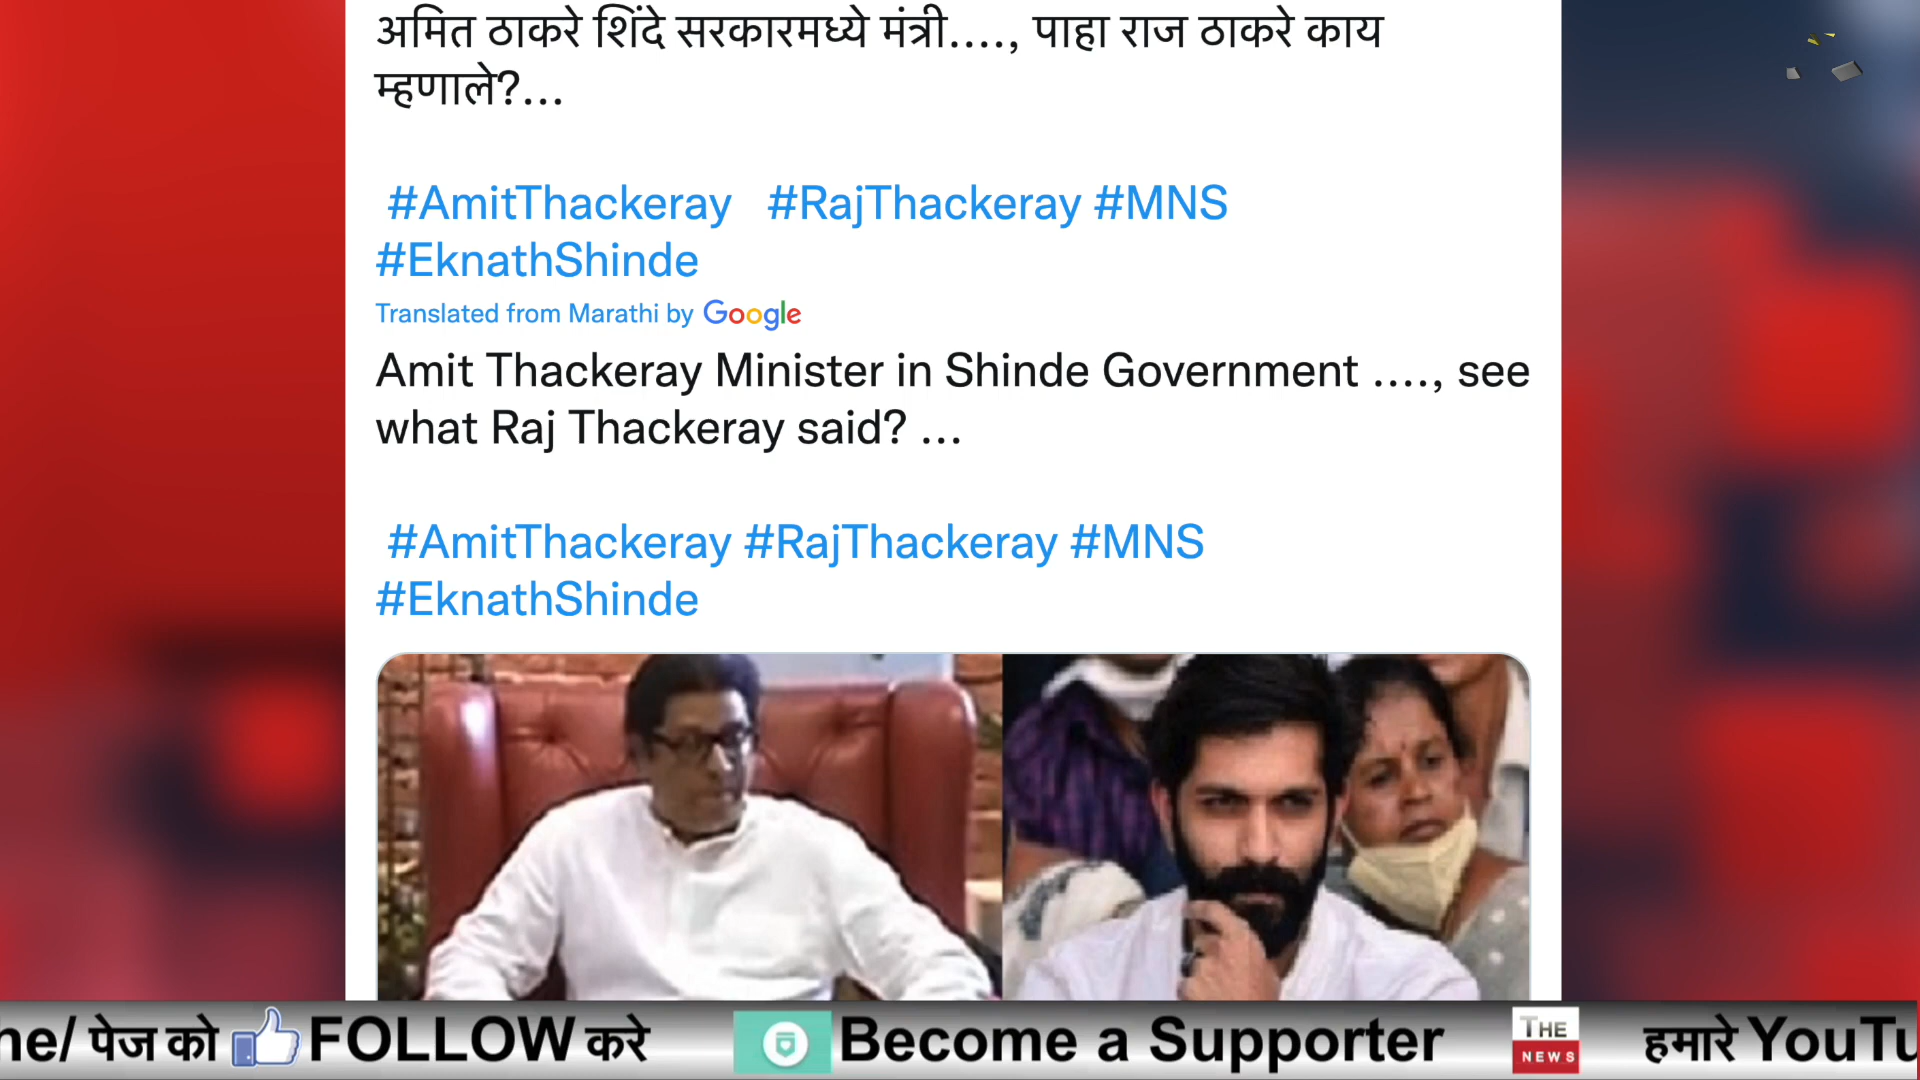 अमित ठाकरे शिंदे सरकारमध्ये मंत्री...., पाहा राज ठाकरे काय
म्हणाले?...
#AmitThackeray #RajThackeray #MNS
#EknathShinde
Translated from Marathi by Google
Amit Thackeray Minister in Shinde Government ...., see
what Raj Thackeray said? ...
#AmitThackeray #RajThackeray #MNS
#EknathShinde
पेज को FOLLOW करे Become a Supporter THE NEWS हमारे